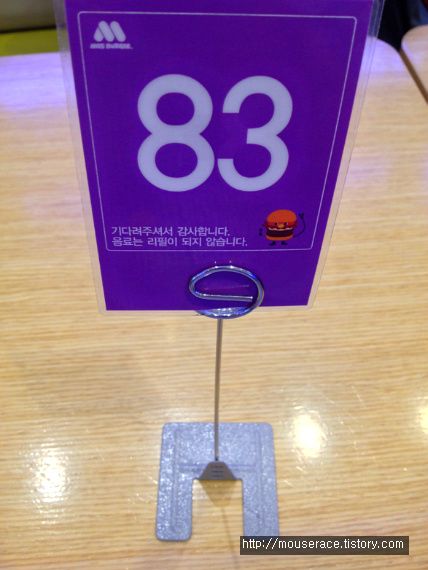 MOS BURGER
83
기다려주셔서 감사합니다.
음료는 리필이 되지 않습니다.
http://mouserace.tistory.com